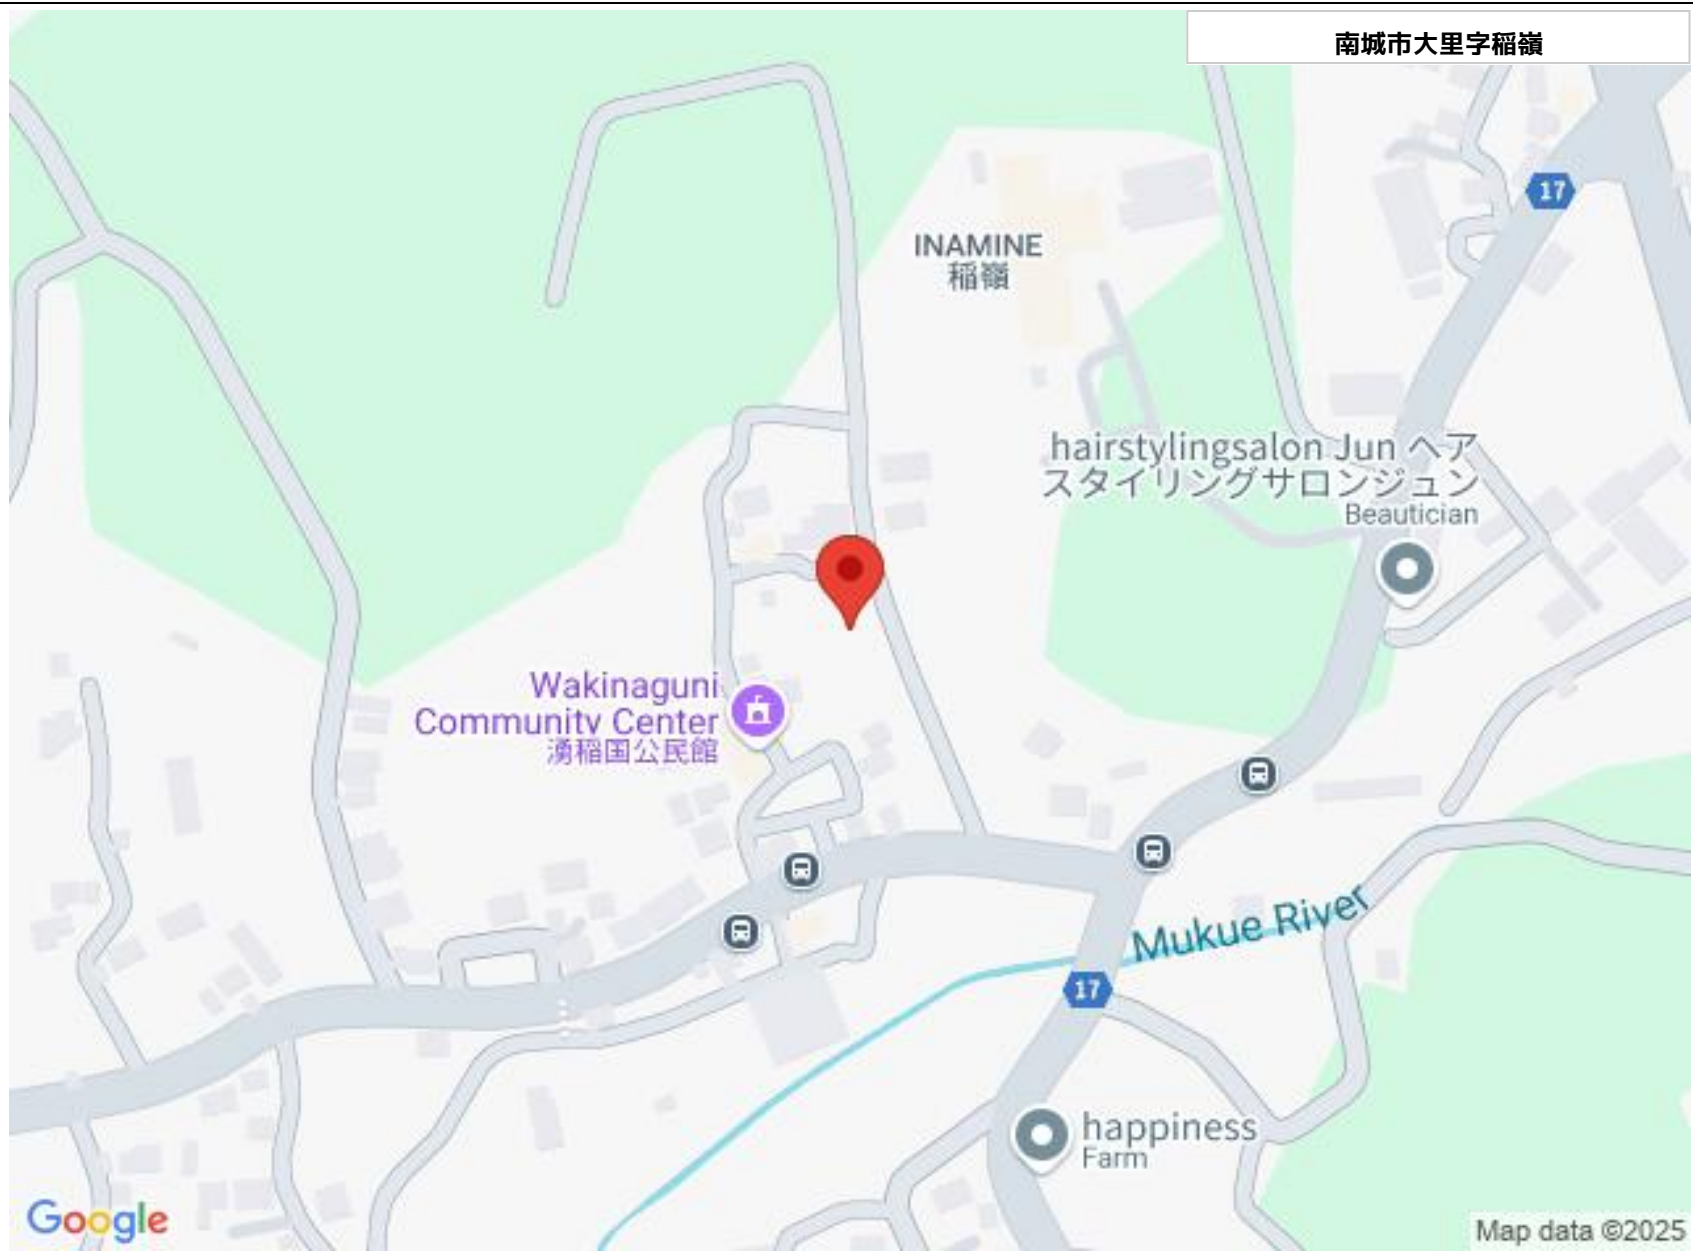 南城市大里字稲嶺
17
INAMINE
稲嶺
hairstylingsalon Jun ヘア
スタイリングサロンジュン
Beautician
Wakinaguni
Community Center
湧稲国公民館
Mukue River
17
happiness
Farm
Google
Map data ©2025